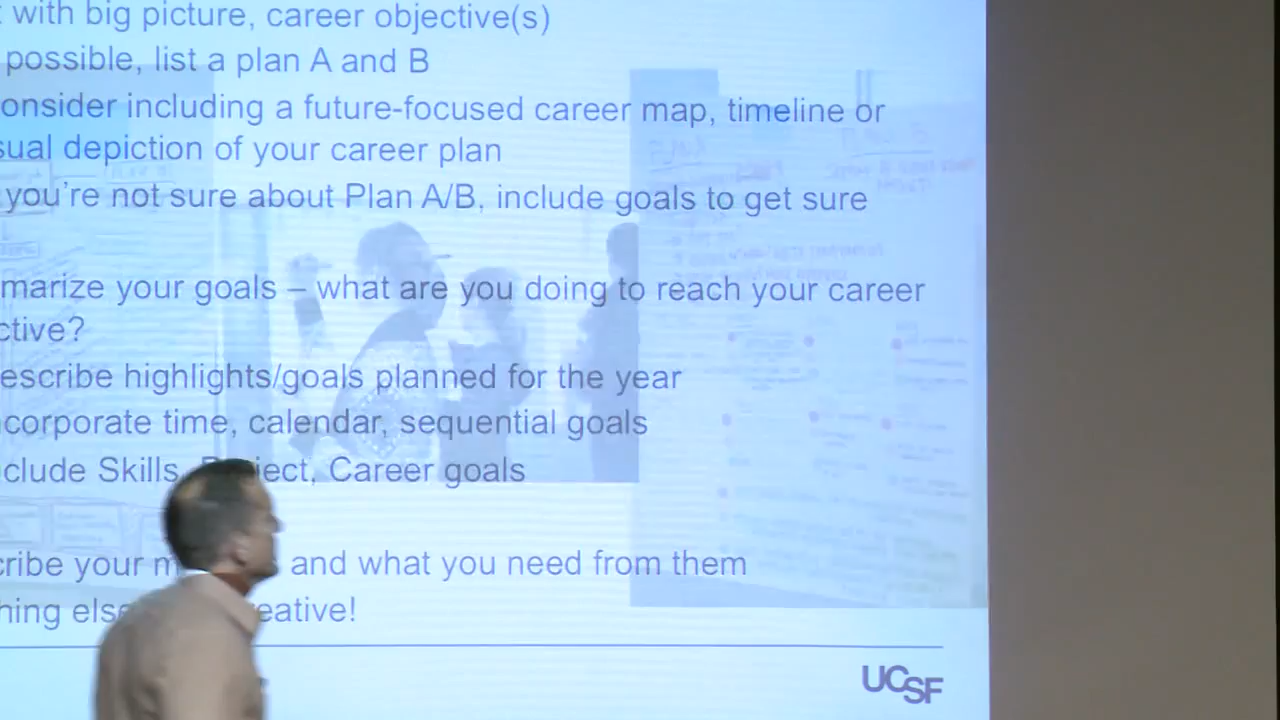 with big picture, career objective(s)
possible, list a plan A and B
onsider including a future-focused career map, timeline or
sual depiction of your career plan
you're not sure about Plan A/B, include goals to get sure
marize your goals – what are you doing to reach your career
ctive?
escribe highlights/goals planned for the year
corporate time, calendar, sequential goals
clude Skills, ject, Career goals
cribe your m and what you need from them
hing else eative!
UCSF